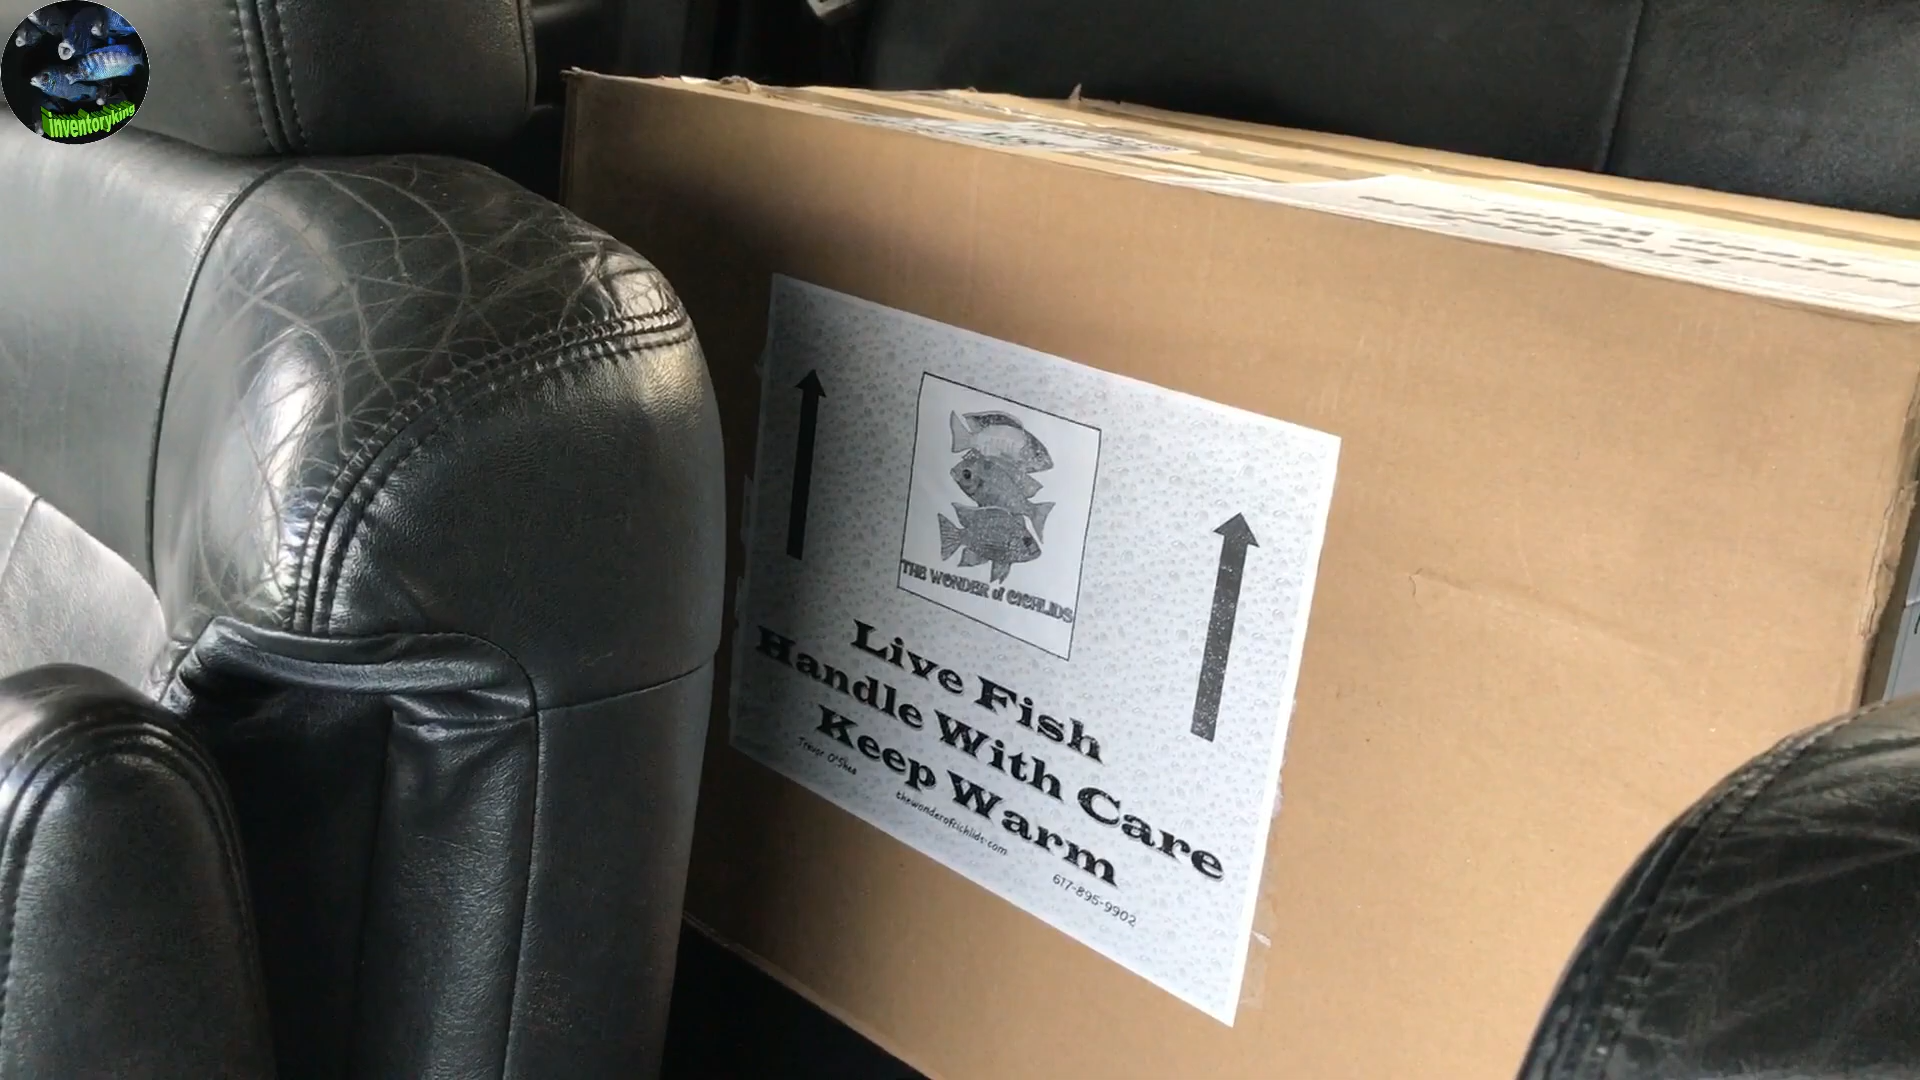 inventoryking
THE WONDER of CICHLIDS
Live Fish
Handle With Care
Keep Warm
Trevor O'Shea
thewonderofcichlids.com
617-895-9902